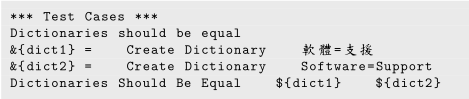 *** Test Cases ***
Dictionaries should be equal
&{dict1} =    Create Dictionary    軟體=支援
&{dict2} =    Create Dictionary    Software=Support
Dictionaries Should Be Equal    ${dict1}    ${dict2}